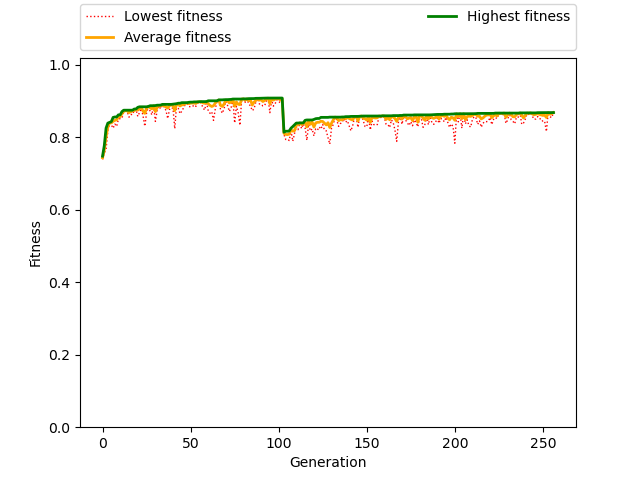 Lowest fitness
Average fitness
Highest fitness
1.0
0.8
0.6
0.4
0.2
0.0
Fitness
0 50 100 150 200 250
Generation